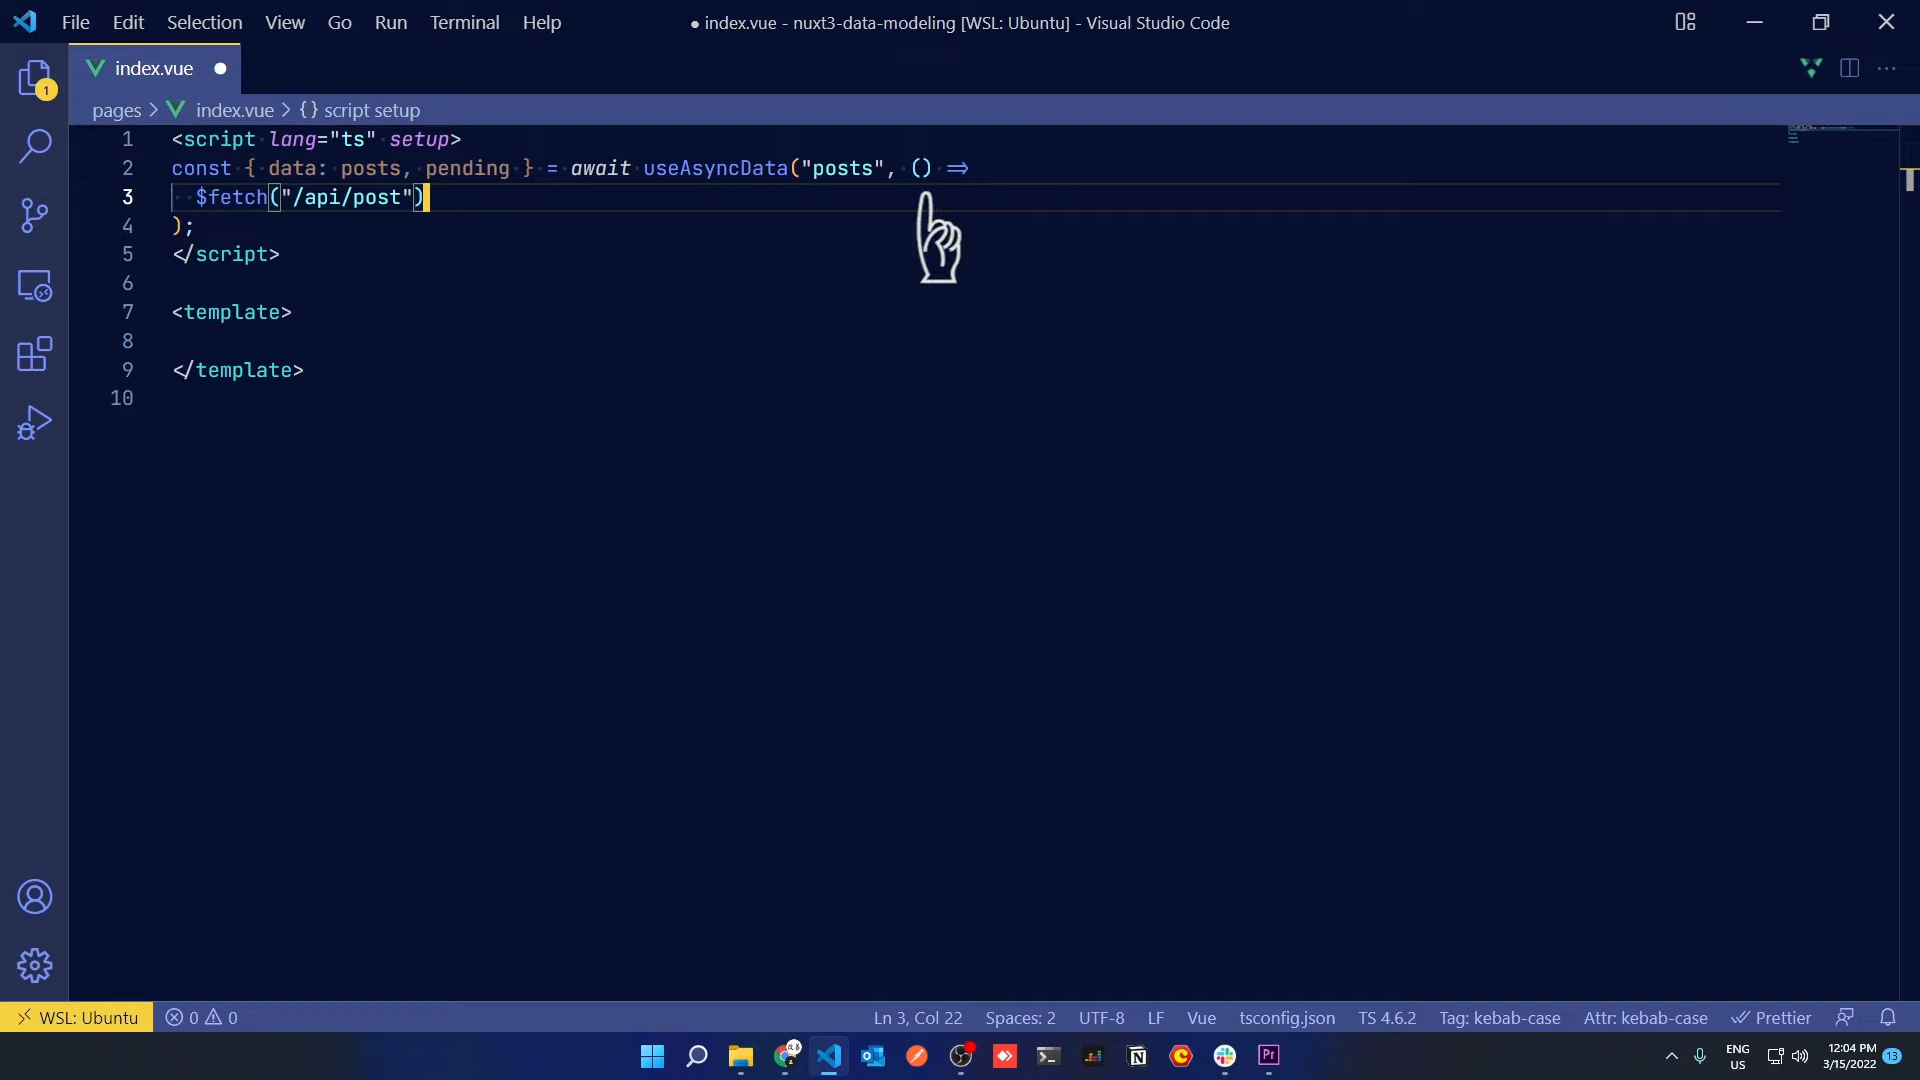 File Edit Selection View Go Run Terminal Help
● index.vue - nuxt3-data-modeling [WSL: Ubuntu] - Visual Studio Code
index.vue
1
pages > index.vue > {} script setup
1 <script lang="ts" setup>
2 const { data: posts, pending } = await useAsyncData("posts", () =>
3 $fetch("/api/post")
4 );
5 </script>
6
7 <template>
8
9 </template>
10
WSL: Ubuntu 0 0 Ln 3, Col 22 Spaces: 2 UTF-8 LF Vue tsconfig.json TS 4.6.2 Tag: kebab-case Attr: kebab-case Prettier
Pr
ENG
US
12:04 PM
3/15/2022
13